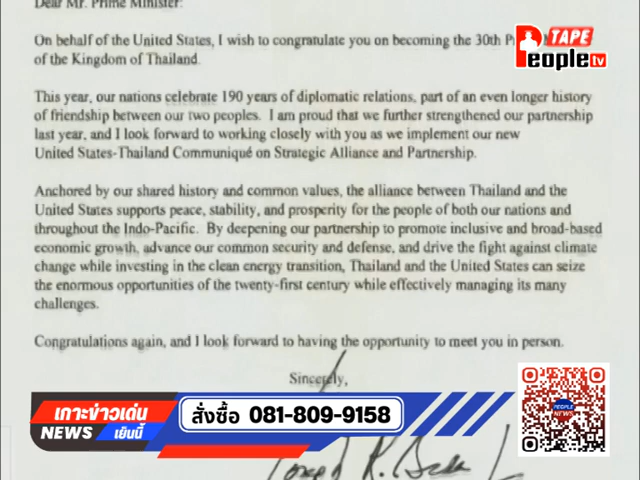 Dear Mr. Prime Minister:
On behalf of the United States, I wish to congratulate you on becoming the 30th
of the Kingdom of Thailand.
TAPE
People tv
This year, our nations celebrate 190 years of diplomatic relations, part of an even longer history
of friendship between our two peoples. I am proud that we further strengthened our partnership
last year, and I look forward to working closely with you as we implement our new
United States-Thailand Communiqué on Strategic Alliance and Partnership.
Anchored by our shared history and common values, the alliance between Thailand and the
United States supports peace, stability, and prosperity for the people of both our nations and
throughout the Indo-Pacific. By deepening our partnership to promote inclusive and broad-based
economic growth, advance our common security and defense, and drive the fight against climate
change while investing in the clean energy transition, Thailand and the United States can seize
the enormous opportunities of the twenty-first century while effectively managing its many
challenges.
Congratulations again, and I look forward to having the opportunity to meet you in person.
Sincerely,
เกาะข่าวเด่น
NEWS เย็นนี้
สั่งซื้อ 081-809-9158
PEOPLE
NEWS